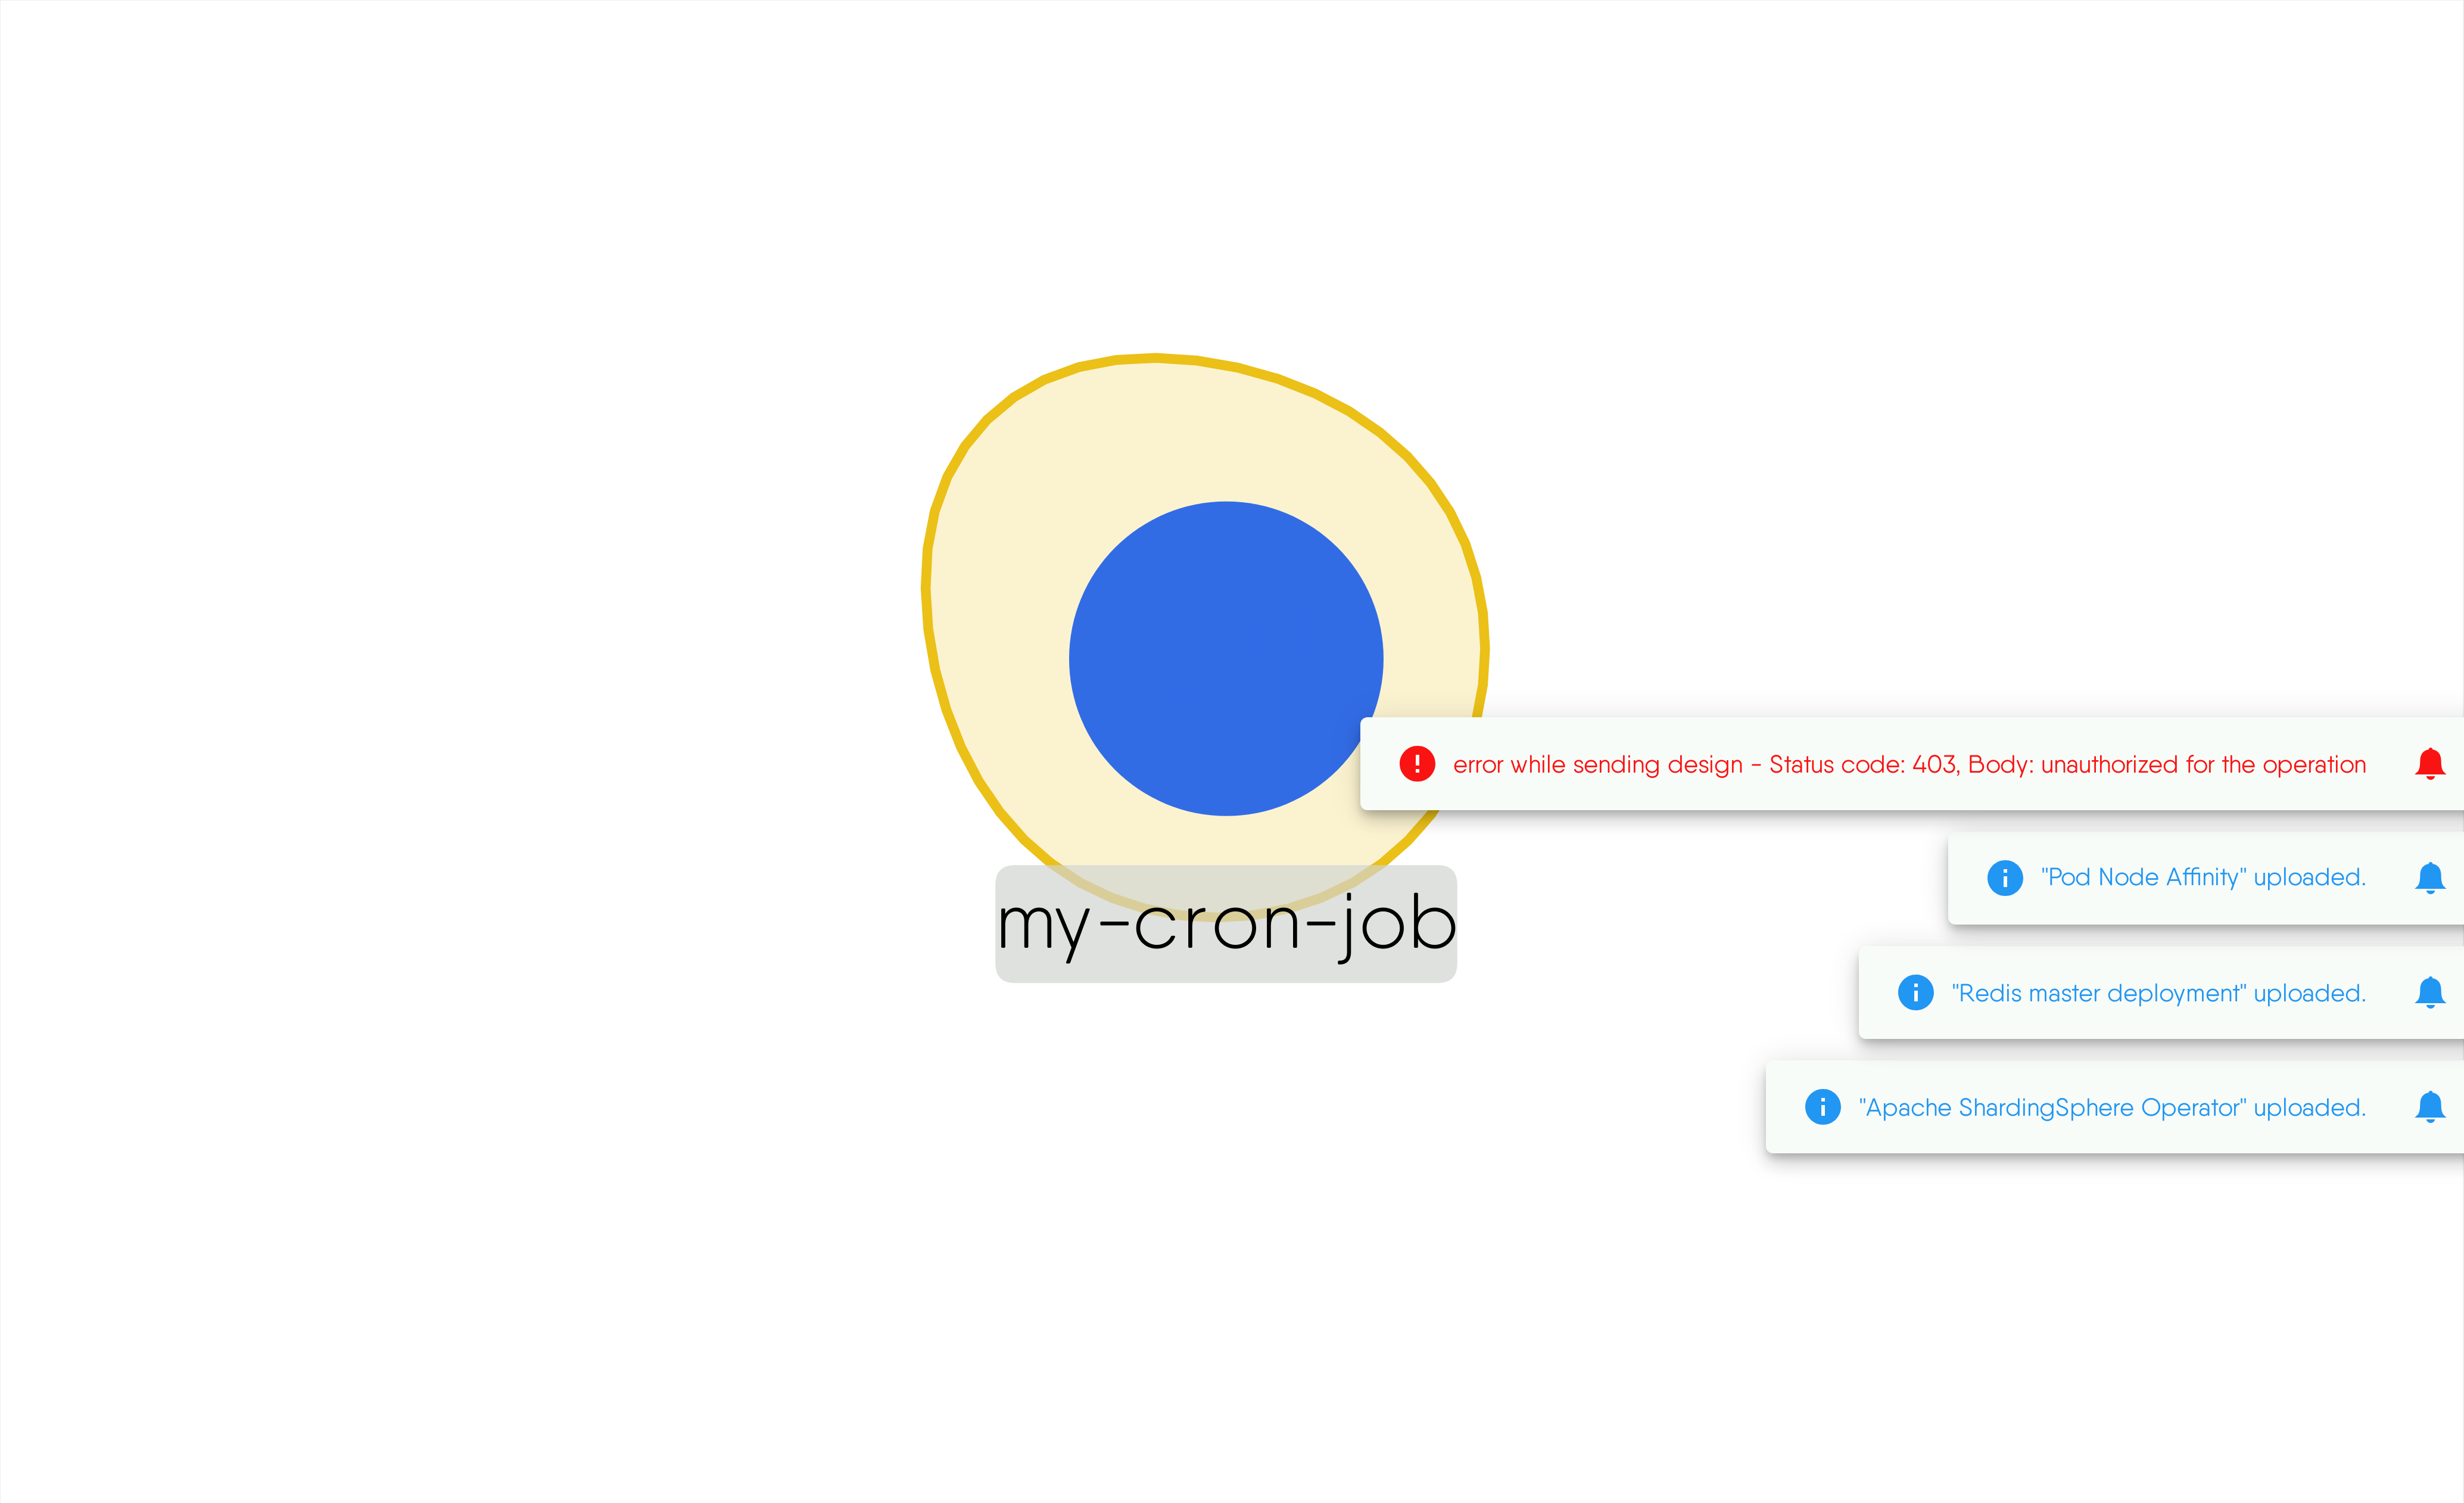 error while sending design - Status code: 403, Body: unauthorized for the operation
"Pod Node Affinity" uploaded.
my-cron-job
"Redis master deployment" uploaded.
"Apache ShardingSphere Operator" uploaded.